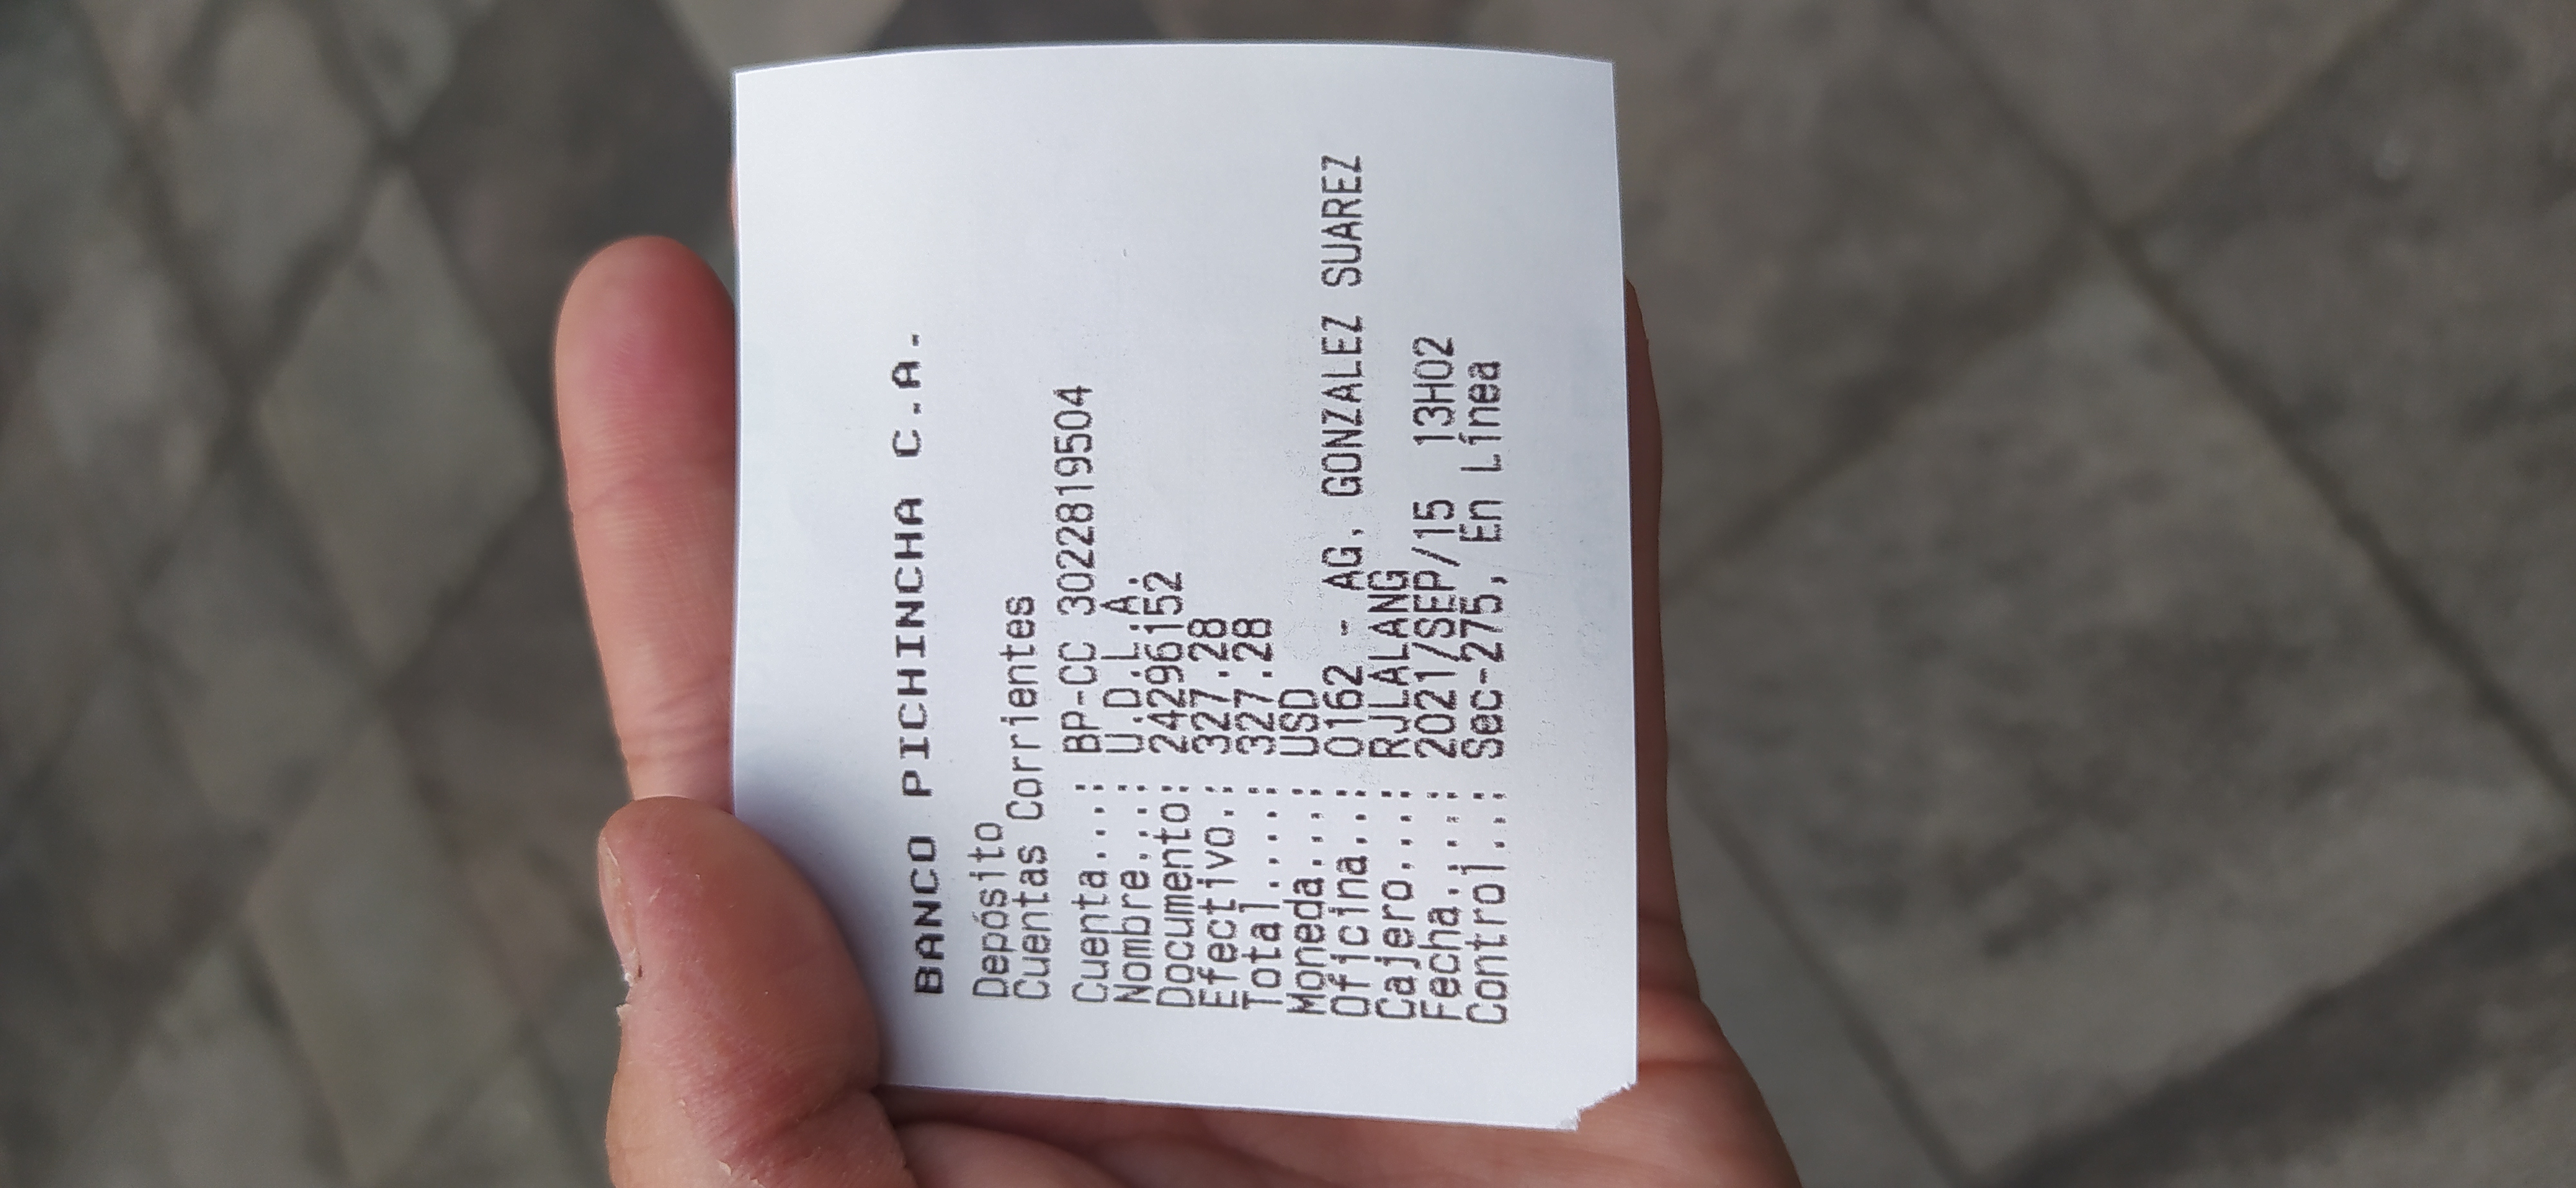 BANCO PICHINCHA C.A.
Depósito
Cuentas Corrientes
Cuenta....: BP-CC 3022819504
Nombre....: U.D.L.A.
Documento: 242961152
Efectivo.: 327.28
Total.....: 327.28
Moneda....: USD
Oficina...: 0162 - AG. GONZALEZ SUAREZ
Cajero....: RJLALANG
Fecha.....: 2021/SEP/15 13H02
Control...: Sec-275, En Línea